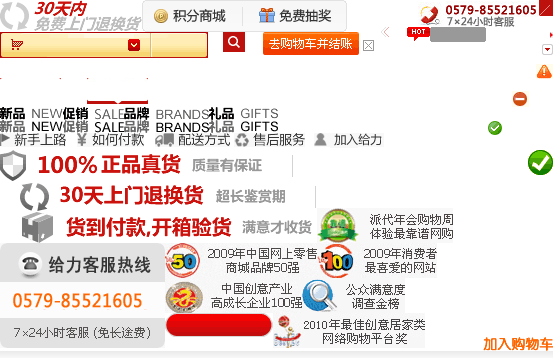 30天内
免费上门退换货
积分商城
免费抽奖
0579-85521605
7×24小时客服
HOT
去购物车并结账
新品 NEW 促销 SALE 品牌 BRANDS 礼品 GIFTS
新品 NEW 促销 SALE 品牌 BRANDS 礼品 GIFTS
新手上路 如何付款 配送方式 售后服务 加入给力
100%正品真货 质量有保证
30天上门退换货 超长鉴赏期
货到付款,开箱验货 满意才收货
派代年会购物周
体验最靠谱网购
给力客服热线
0579-85521605
7×24小时客服 (免长途费)
50
2009年中国网上零售
商城品牌50强
100
2009年消费者
最喜爱的网站
中国创意产业
高成长企业100强
公众满意度
调查金榜
2010年最佳创意居家类
网络购物平台奖
加入购物车